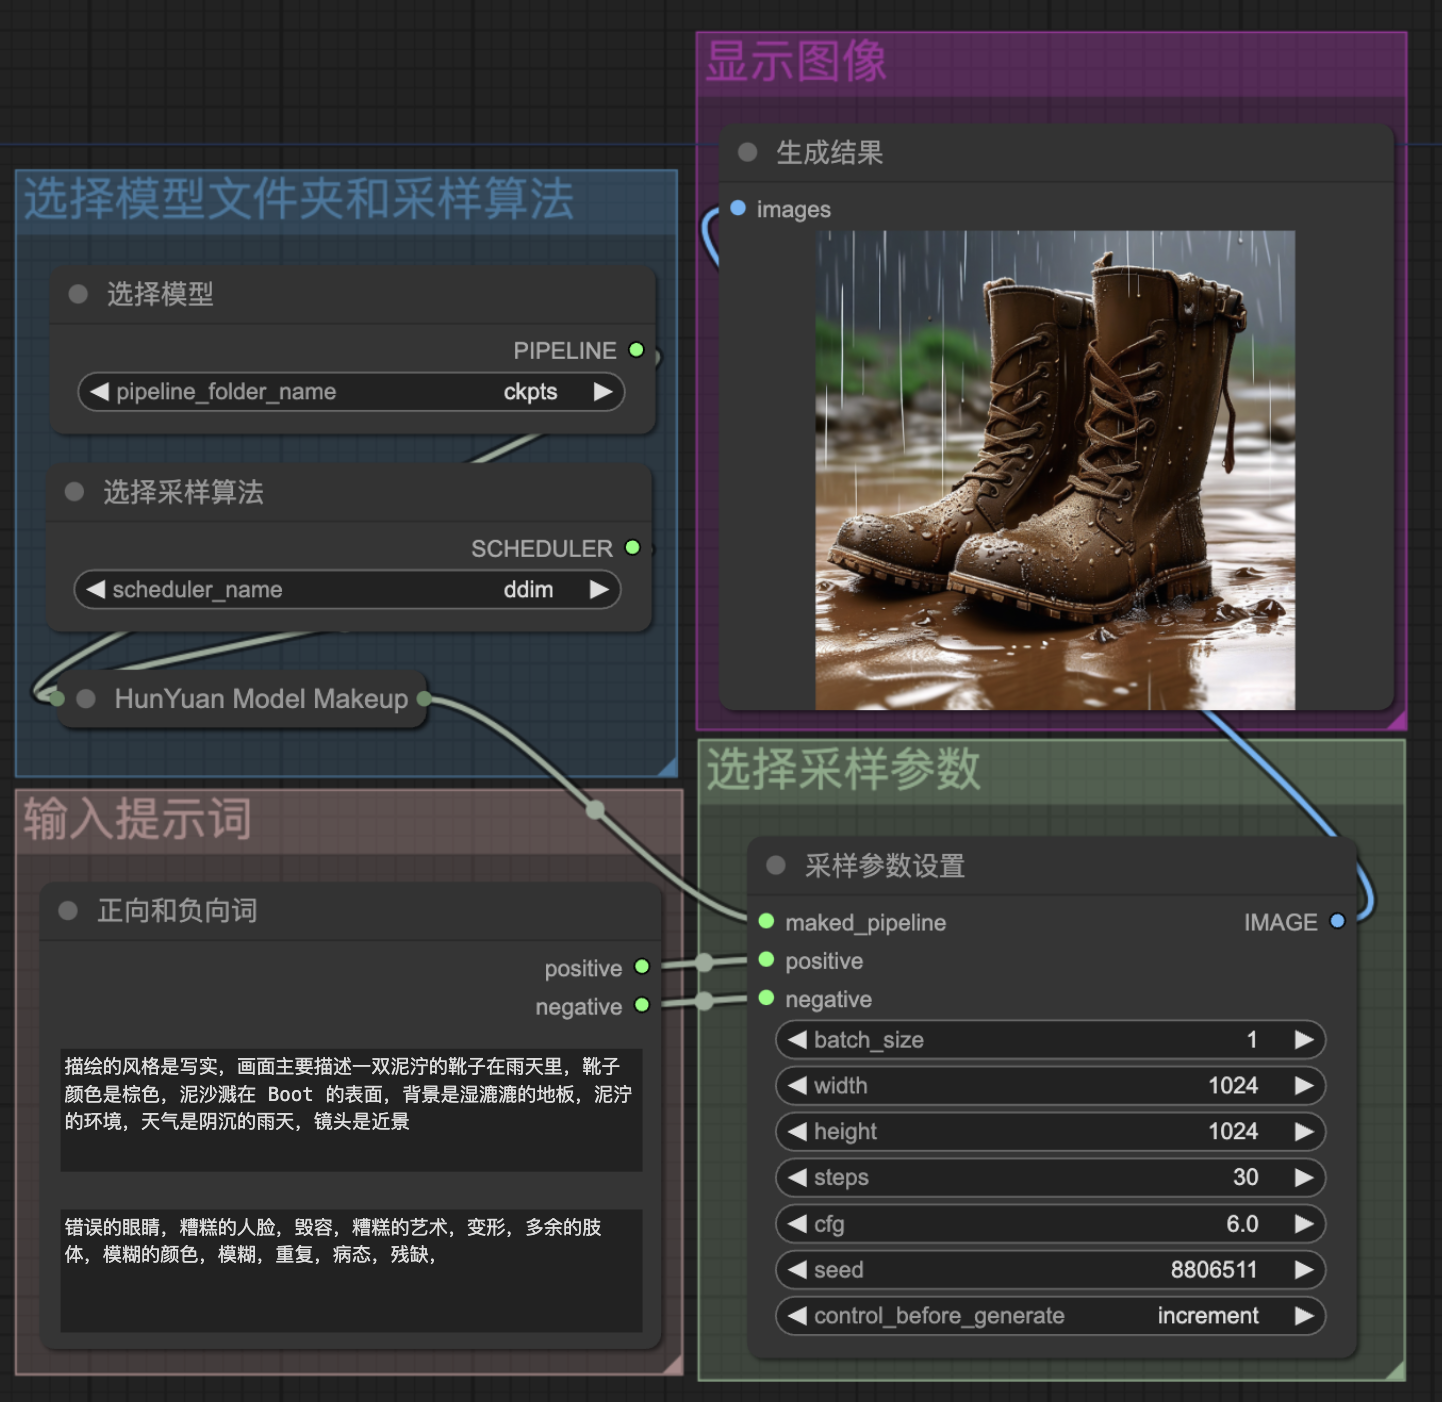 显示图像
生成结果
images
选择模型文件夹和采样算法
选择模型
PIPELINE
pipeline_folder_name ckpts
选择采样算法
SCHEDULER
scheduler_name ddim
HunYuan Model Makeup
输入提示词
正向和负向词
positive
negative
描绘的风格是写实，画面主要描述一双泥泞的靴子在雨天里，靴子
颜色是棕色，泥沙溅在 Boot 的表面，背景是湿漉漉的地板，泥泞
的环境，天气是阴沉的雨天，镜头是近景
错误的眼睛，糟糕的人脸，毁容，糟糕的艺术，变形，多余的肢
体，模糊的颜色，模糊，重复，病态，残缺，
选择采样参数
采样参数设置
maked_pipeline IMAGE
positive
negative
batch_size 1
width 1024
height 1024
steps 30
cfg 6.0
seed 8806511
control_before_generate increment